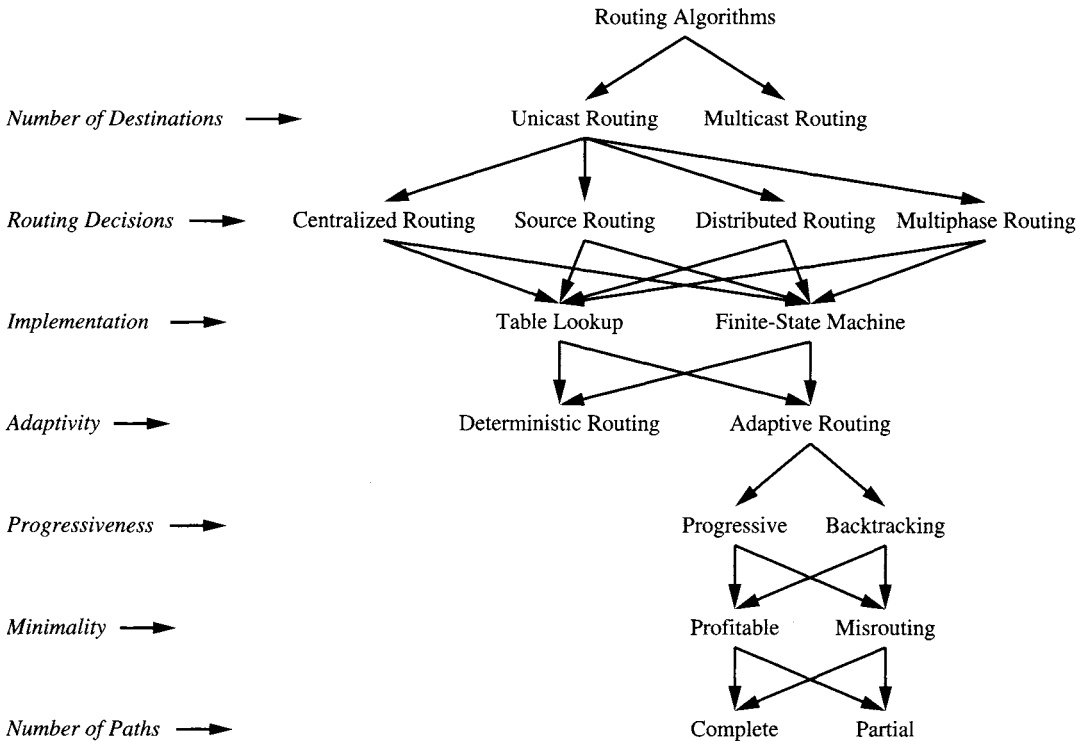 Routing Algorithms
Number of Destinations Unicast Routing Multicast Routing
Routing Decisions Centralized Routing Source Routing Distributed Routing Multiphase Routing
Implementation Table Lookup Finite-State Machine
Adaptivity Deterministic Routing Adaptive Routing
Progressiveness Progressive Backtracking
Minimality Profitable Misrouting
Number of Paths Complete Partial